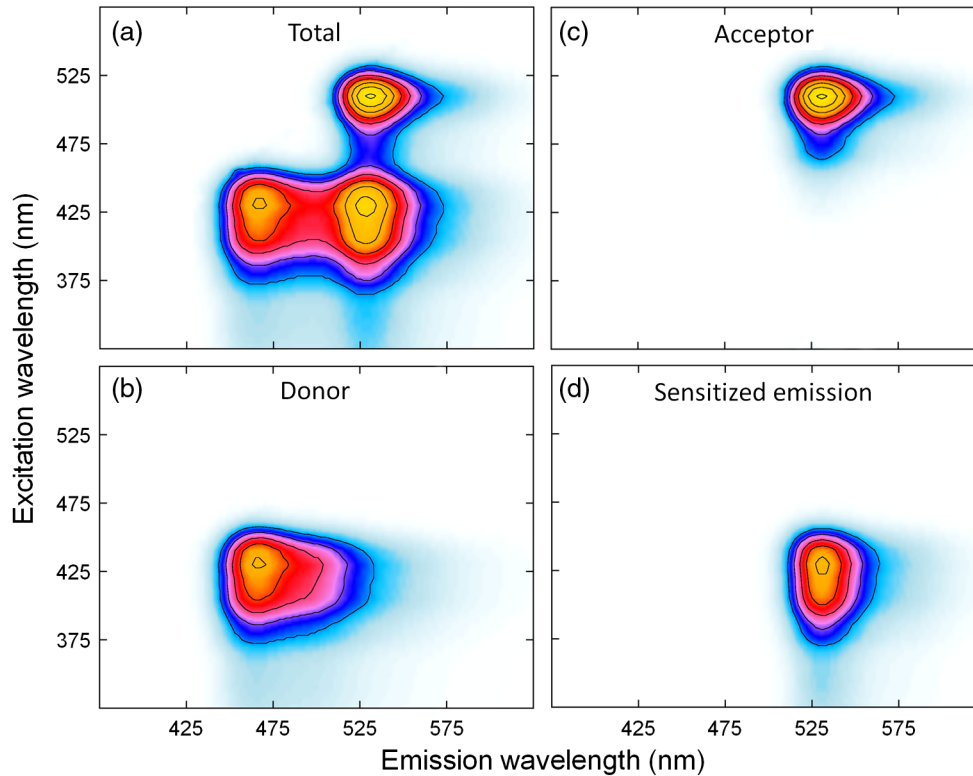 (a) Total
(c) Acceptor
525
475
425
375
(b) Donor
(d) Sensitized emission
525
475
425
375
425 475 525 575
425 475 525 575
Excitation wavelength (nm)
Emission wavelength (nm)